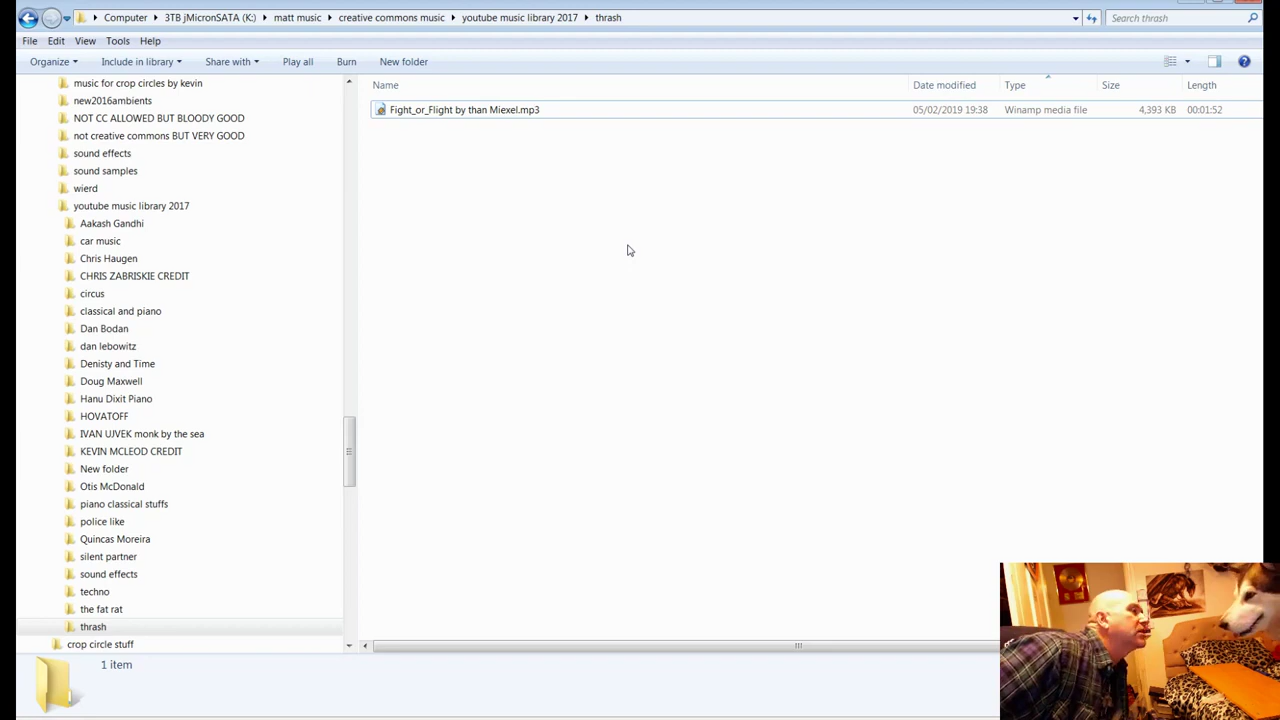 Computer ▸ 3TB jMicronSATA (K:) ▸ matt music ▸ creative commons music ▸ youtube music library 2017 ▸ thrash
Search thrash
File Edit View Tools Help
Organize Include in library Share with Play all Burn New folder
music for crop circles by kevin
new2016ambients
NOT CC ALLOWED BUT BLOODY GOOD
not creative commons BUT VERY GOOD
sound effects
sound samples
wierd
youtube music library 2017
Aakash Gandhi
car music
Chris Haugen
CHRIS ZABRISKIE CREDIT
circus
classical and piano
Dan Bodan
dan lebowitz
Denisty and Time
Doug Maxwell
Hanu Dixit Piano
HOVATOFF
IVAN UJVEK monk by the sea
KEVIN MCLEOD CREDIT
New folder
Otis McDonald
piano classical stuffs
police like
Quincas Moreira
silent partner
sound effects
techno
the fat rat
thrash
crop circle stuff
Name Date modified Type Size Length
Fight_or_Flight by than Miexel.mp3 05/02/2019 19:38 Winamp media file 4,393 KB 00:01:52
1 item